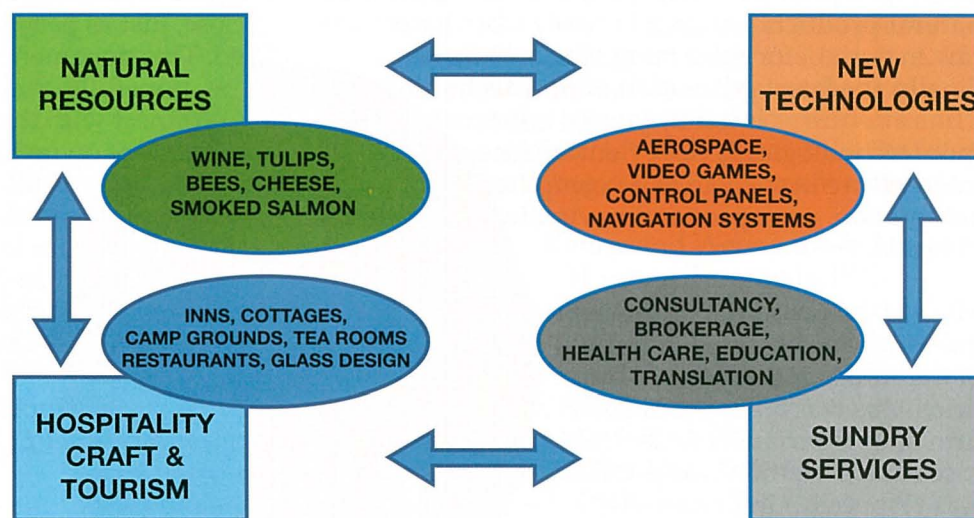 NATURAL
RESOURCES
WINE, TULIPS,
BEES, CHEESE,
SMOKED SALMON
NEW
TECHNOLOGIES
AEROSPACE,
VIDEO GAMES,
CONTROL PANELS,
NAVIGATION SYSTEMS
INNS, COTTAGES,
CAMP GROUNDS, TEA ROOMS
RESTAURANTS, GLASS DESIGN
HOSPITALITY
CRAFT &
TOURISM
CONSULTANCY,
BROKERAGE,
HEALTH CARE, EDUCATION,
TRANSLATION
SUNDRY
SERVICES